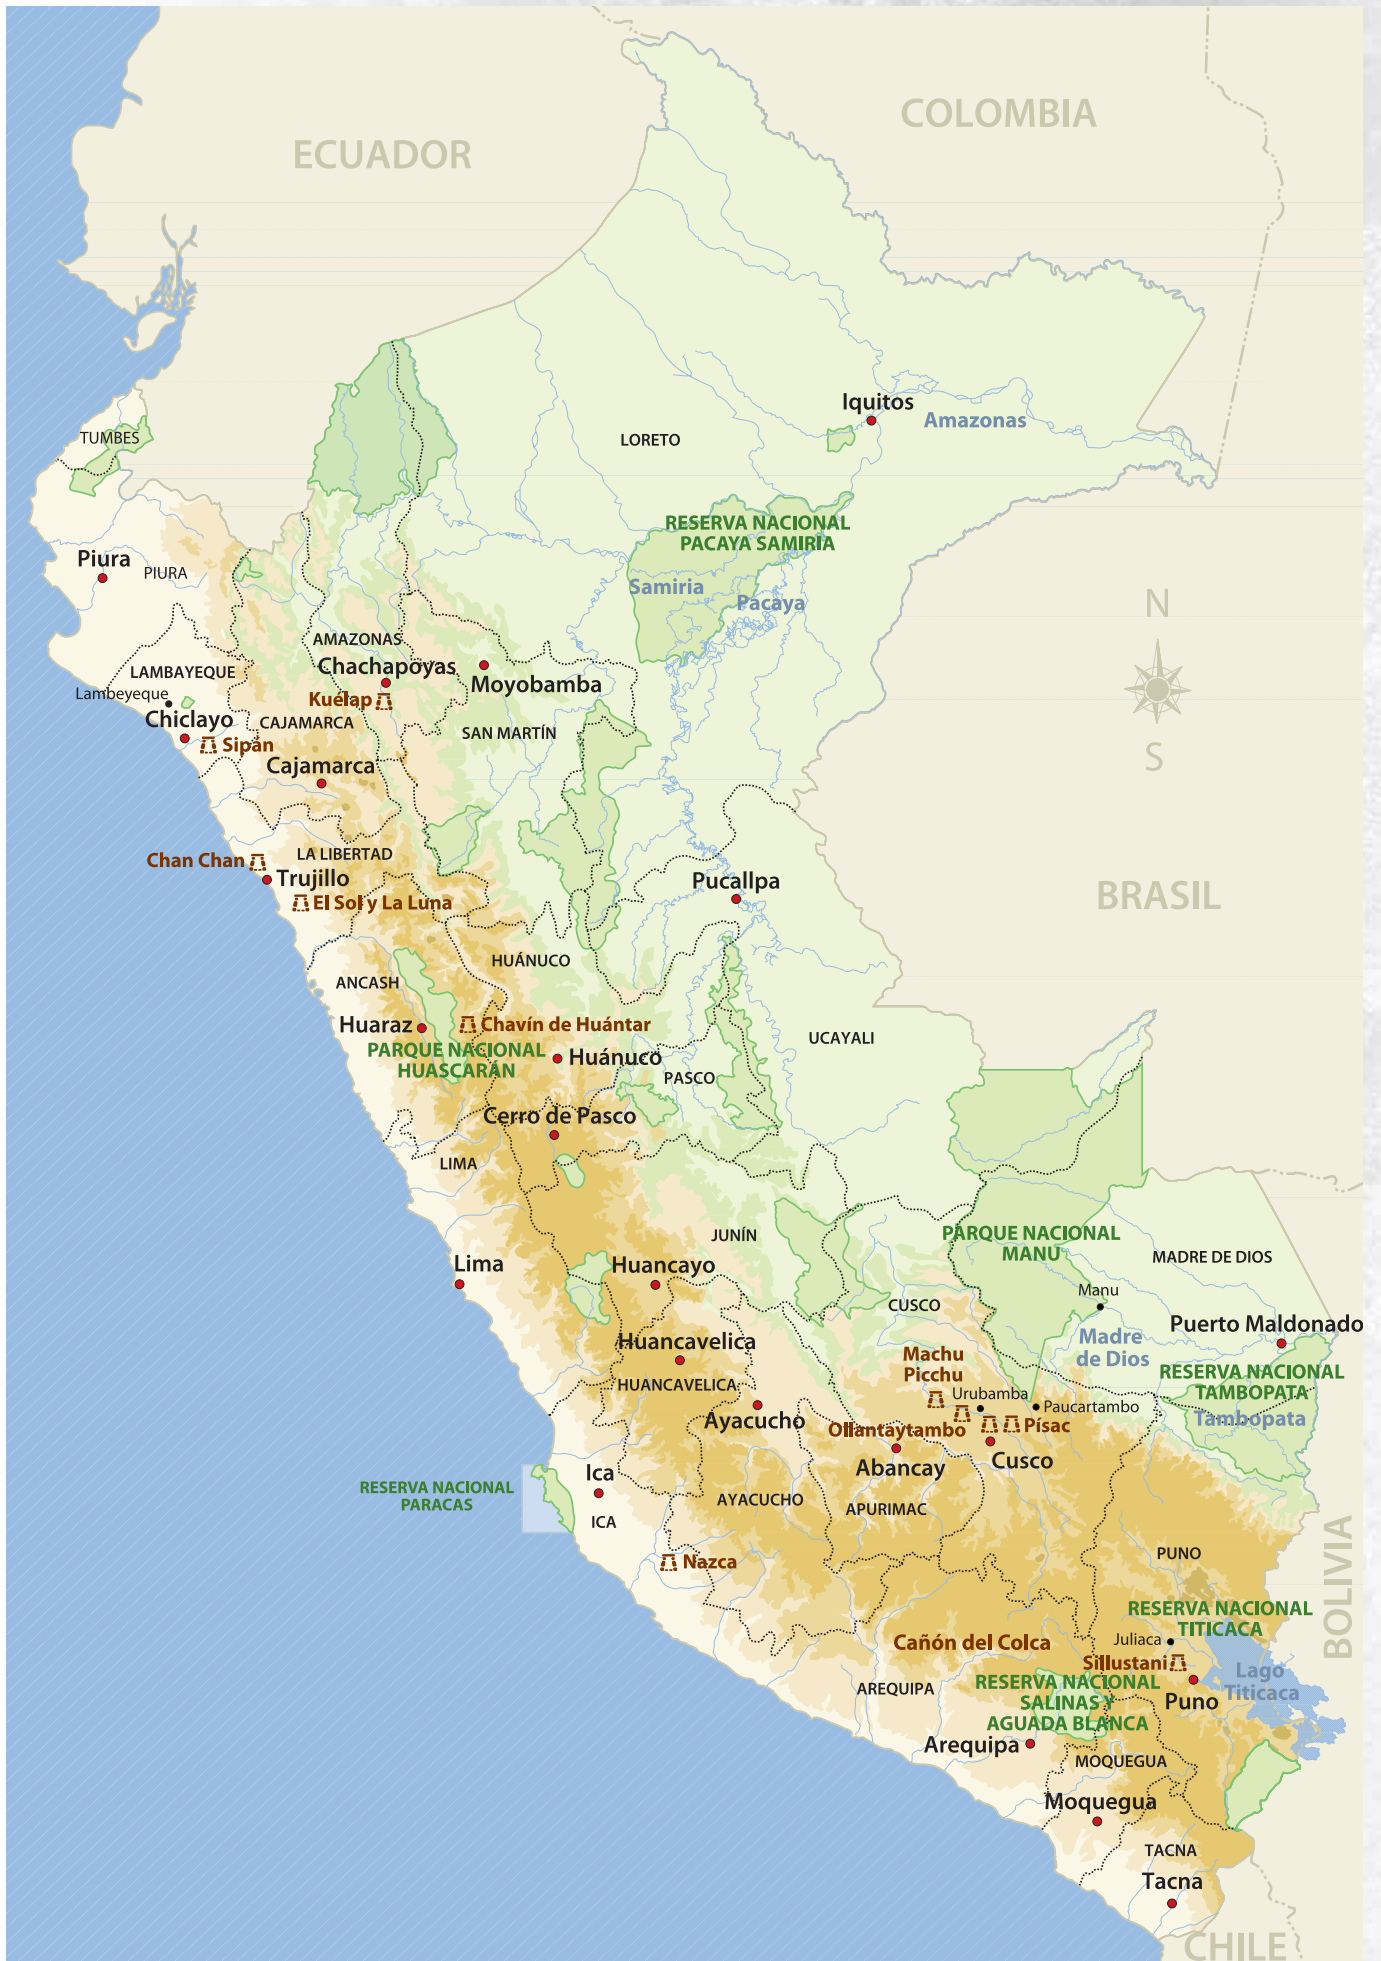 COLOMBIA
ECUADOR
Iquitos
Amazonas
TUMBES
LORETO
RESERVA NACIONAL
PACAYA SAMIRIA
Piura
PIURA
Samiria
Pacaya
N
S
AMAZONAS
Chachapoyas
LAMBAYEQUE
Lambeyeque
Kuélap
Moyobamba
Chiclayo
CAJAMARCA
SAN MARTÍN
Sipán
Cajamarca
LA LIBERTAD
Chan Chan
Trujillo
El Sol y La Luna
Pucallpa
BRASIL
HUÁNUCO
ANCASH
Huaraz
Chavín de Huántar
PARQUE NACIONAL
HUASCARÁN
Huánuco
UCAYALI
PASCO
Cerro de Pasco
LIMA
JUNÍN
PARQUE NACIONAL
MANU
MADRE DE DIOS
Lima
Huancayo
Manu
CUSCO
Puerto Maldonado
Madre
de Dios
Huancavelica
Machu
Picchu
RESERVA NACIONAL
TAMBOPATA
HUANCAVELICA
Urubamba
Paucartambo
Tambopata
Ayacucho
Ollantaytambo
Písac
Cusco
Abancay
Ica
RESERVA NACIONAL
PARACAS
AYACUCHO
APURIMAC
ICA
Nazca
PUNO
BOLIVIA
RESERVA NACIONAL
TITICACA
Cañón del Colca
Juliaca
Sillustani
Lago
Titicaca
AREQUIPA
RESERVA NACIONAL
SALINAS Y
AGUADA BLANCA
Puno
Arequipa
MOQUEGUA
Moquegua
TACNA
Tacna
CHILE